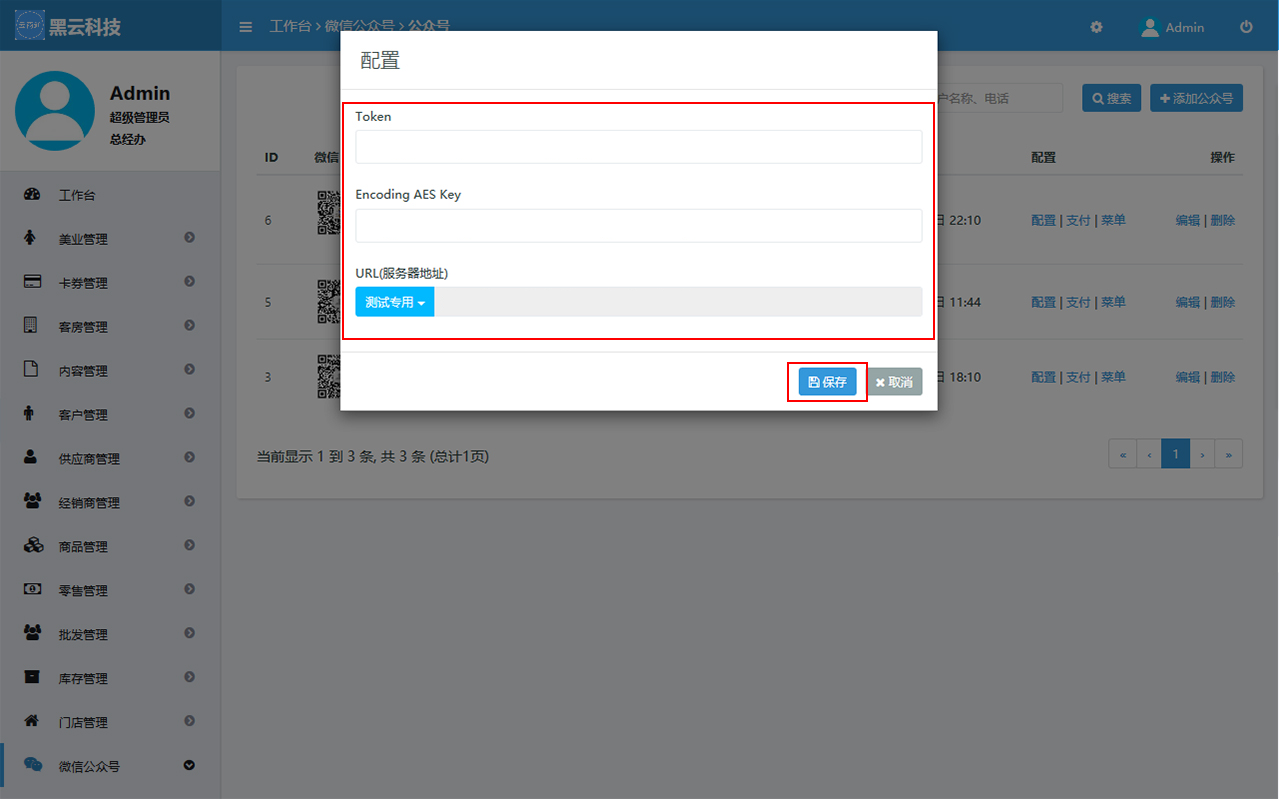 黑云科技
工作台 › 微信公众号 › 公众号
Admin
Admin
超级管理员
总经办
工作台
美业管理
卡券管理
客房管理
内容管理
客户管理
供应商管理
经销商管理
商品管理
零售管理
批发管理
库存管理
门店管理
微信公众号
户名称、电话
搜索
添加公众号
ID 微信 配置 操作
6 日 22:10 配置 | 支付 | 菜单 编辑 | 删除
5 日 11:44 配置 | 支付 | 菜单 编辑 | 删除
3 日 18:10 配置 | 支付 | 菜单 编辑 | 删除
当前显示 1 到 3 条, 共 3 条 (总计1页)
« ‹ 1 › »
配置
Token
Encoding AES Key
URL(服务器地址)
测试专用
保存
取消